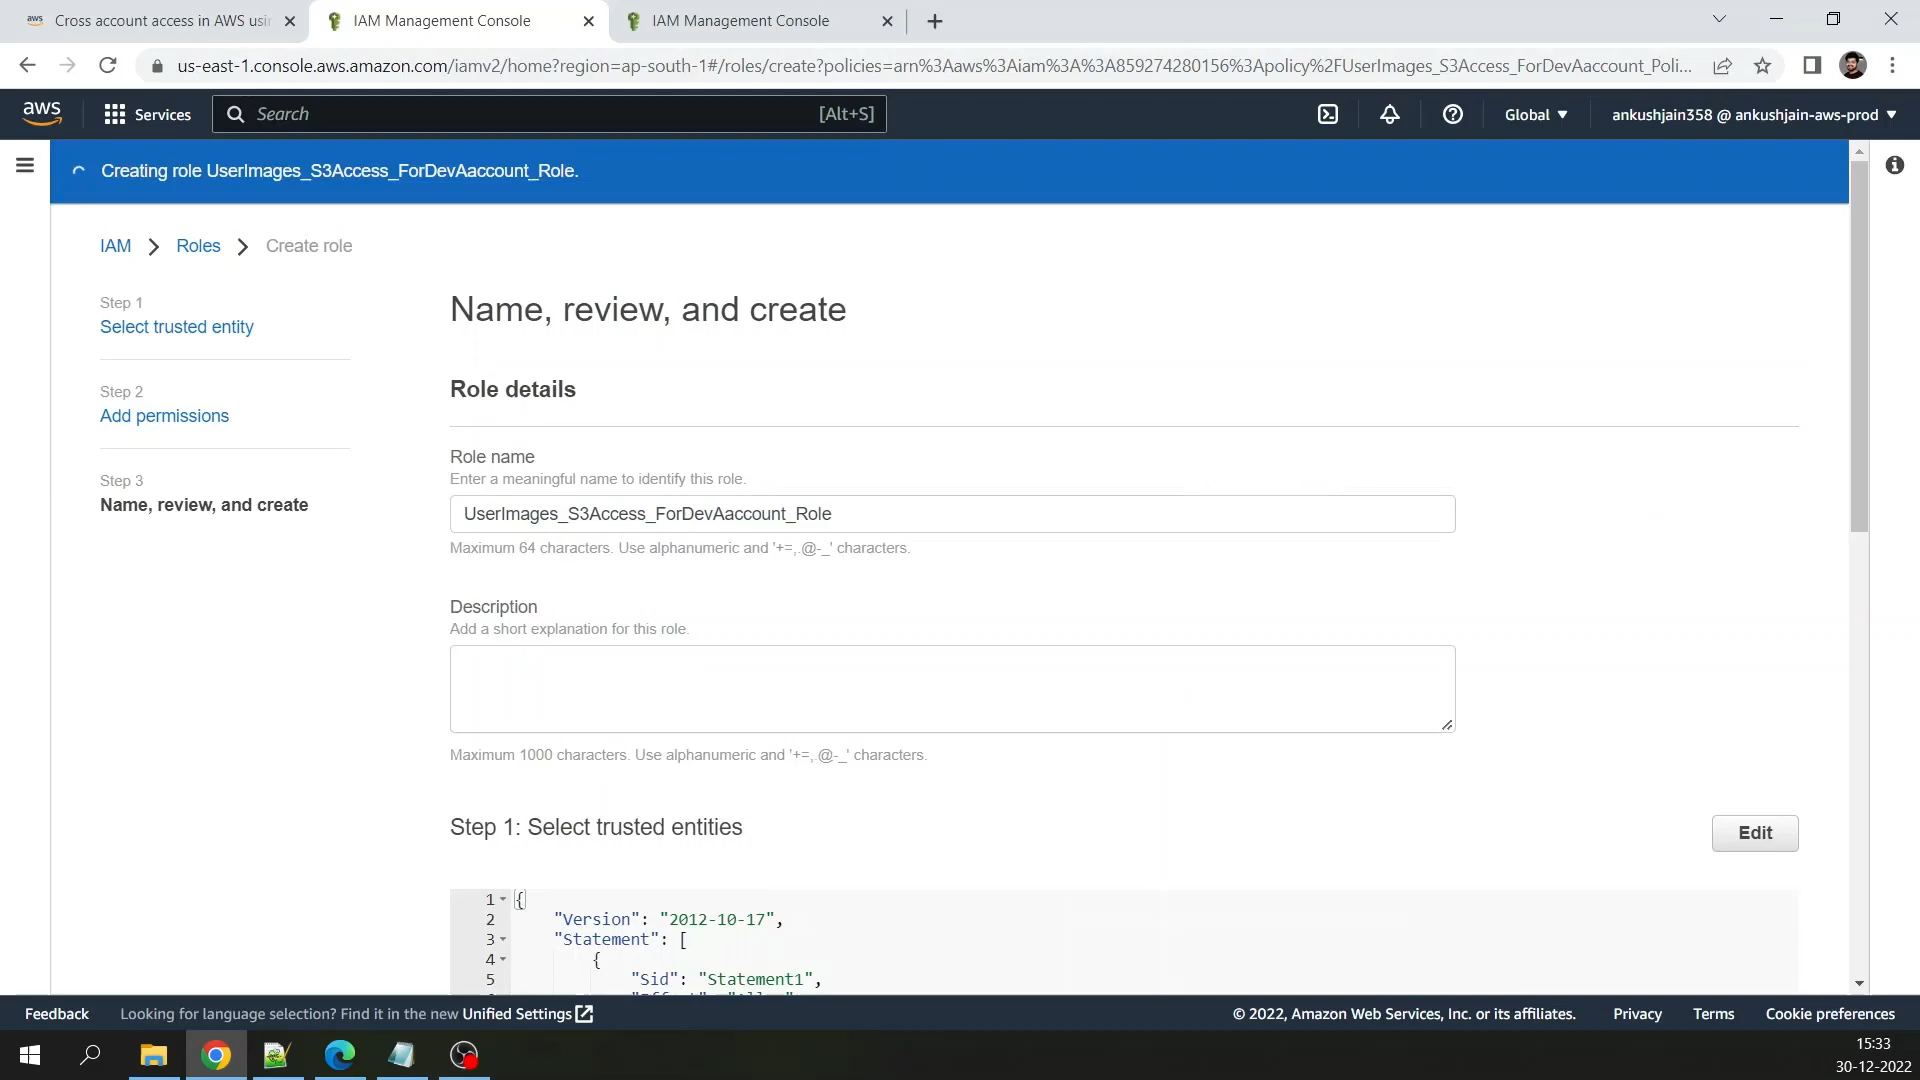 aws Cross account access in AWS usin
IAM Management Console
IAM Management Console
us-east-1.console.aws.amazon.com/iamv2/home?region=ap-south-1#/roles/create?policies=arn%3Aaws%3Aiam%3A%3A859274280156%3Apolicy%2FUserImages_S3Access_ForDevAaccount_Poli...
aws
Services
Search
[Alt+S]
Global
ankushjain358 @ ankushjain-aws-prod
Creating role UserImages_S3Access_ForDevAaccount_Role.
IAM
Roles
Create role
Step 1
Select trusted entity
Step 2
Add permissions
Step 3
Name, review, and create
Name, review, and create
Role details
Role name
Enter a meaningful name to identify this role.
UserImages_S3Access_ForDevAaccount_Role
Maximum 64 characters. Use alphanumeric and '+=,.@-_' characters.
Description
Add a short explanation for this role.
Maximum 1000 characters. Use alphanumeric and '+=,.@-_' characters.
Step 1: Select trusted entities
Edit
1 {
2 "Version": "2012-10-17",
3 "Statement": [
4 {
5 "Sid": "Statement1",
Feedback
Looking for language selection? Find it in the new Unified Settings
© 2022, Amazon Web Services, Inc. or its affiliates.
Privacy
Terms
Cookie preferences
15:33
30-12-2022